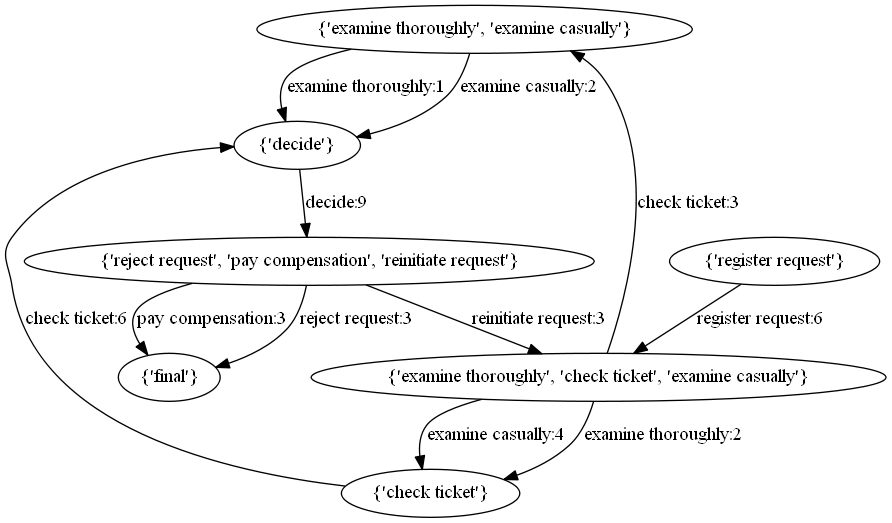 {'examine thoroughly', 'examine casually'}
examine thoroughly:1
examine casually:2
{'decide'}
decide:9
check ticket:3
{'reject request', 'pay compensation', 'reinitiate request'}
{'register request'}
check ticket:6
pay compensation:3
reject request:3
reinitiate request:3
register request:6
{'final'}
{'examine thoroughly', 'check ticket', 'examine casually'}
examine casually:4
examine thoroughly:2
{'check ticket'}